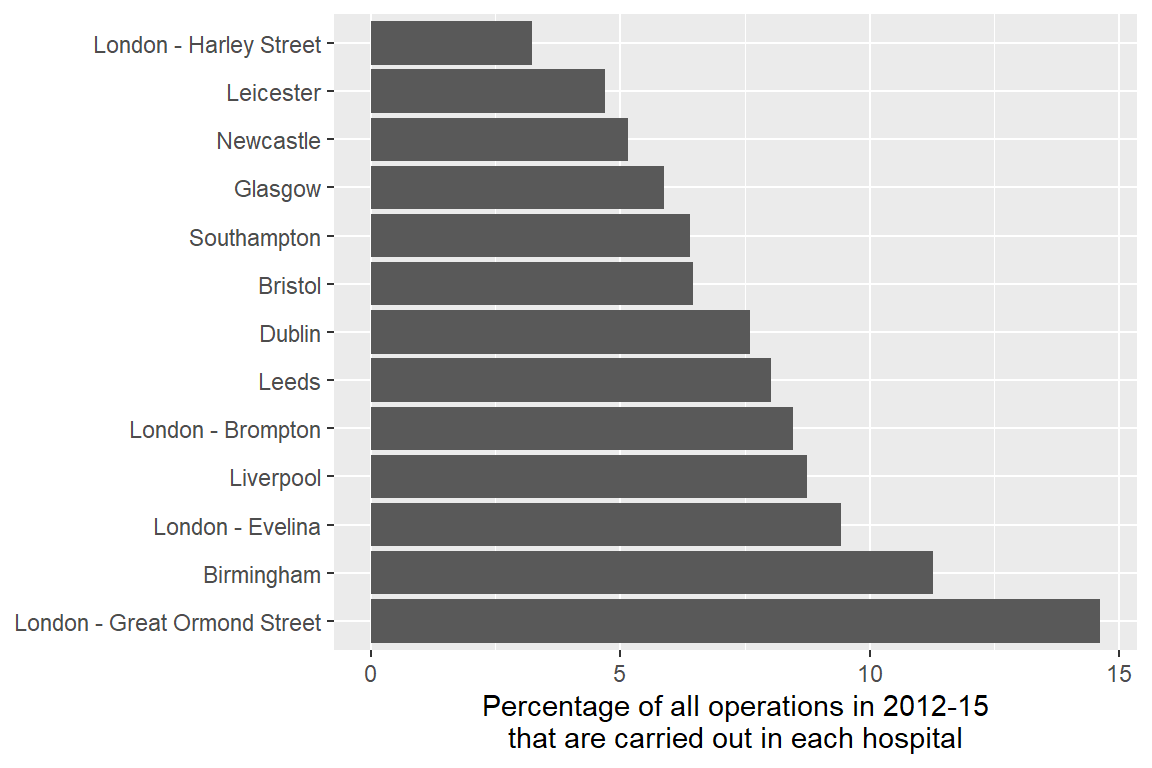 London - Harley Street
Leicester
Newcastle
Glasgow
Southampton
Bristol
Dublin
Leeds
London - Brompton
Liverpool
London - Evelina
Birmingham
London - Great Ormond Street
0 5 10 15
Percentage of all operations in 2012-15
that are carried out in each hospital